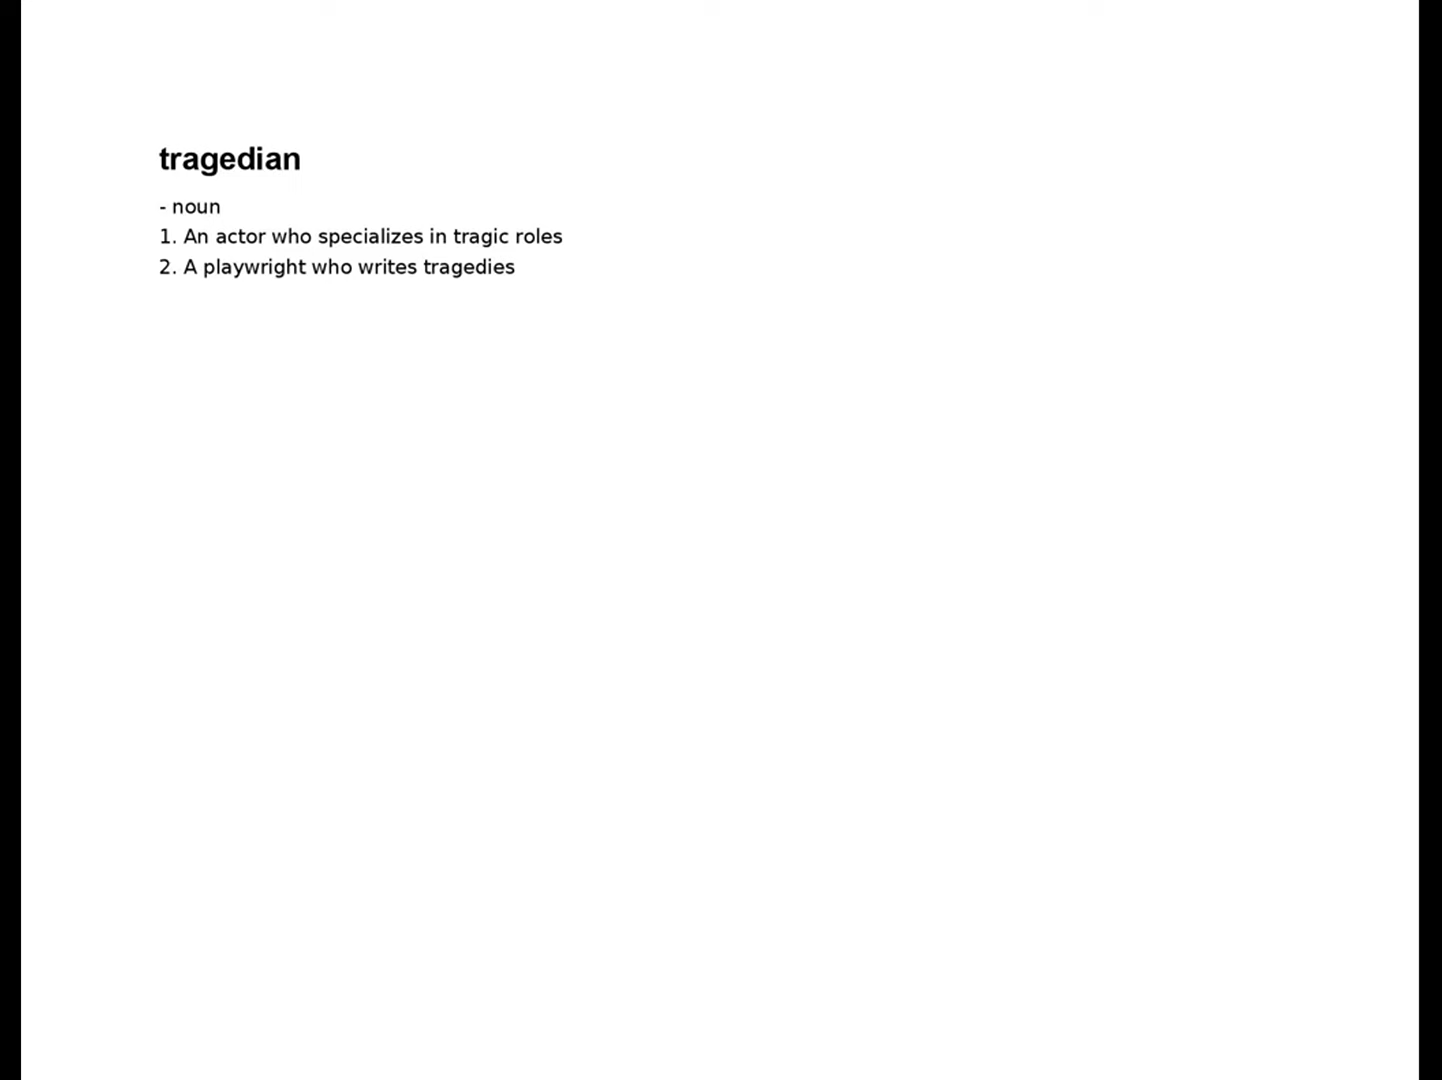 tragedian
- noun
1. An actor who specializes in tragic roles
2. A playwright who writes tragedies